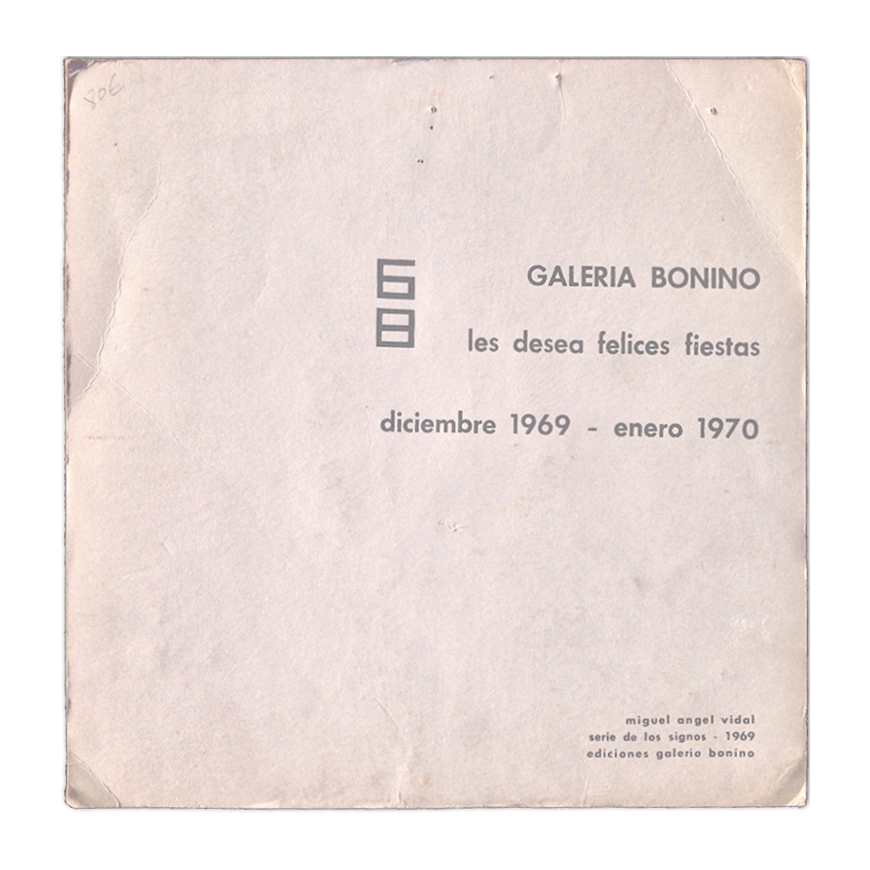 80€
GALERIA BONINO
les desea felices fiestas
diciembre 1969 - enero 1970
miguel angel vidal
serie de los signos - 1969
ediciones galeria bonino